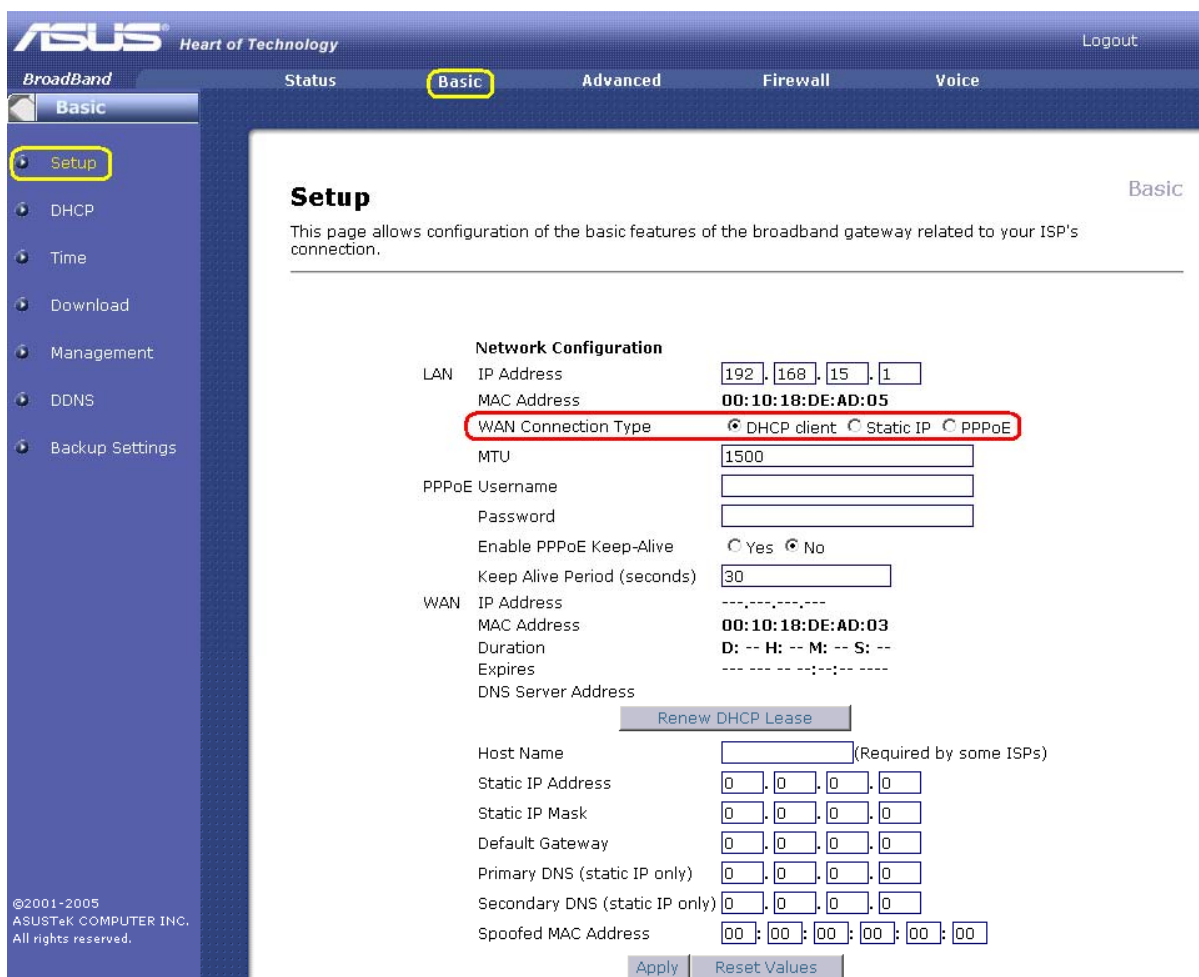 ASUS Heart of Technology
Logout
BroadBand
Status Basic Advanced Firewall Voice
Basic
Setup
DHCP
Time
Download
Management
DDNS
Backup Settings
©2001-2005
ASUSTeK COMPUTER INC.
All rights reserved.
Setup
Basic
This page allows configuration of the basic features of the broadband gateway related to your ISP's
connection.
Network Configuration
LAN IP Address 192 . 168 . 15 . 1
MAC Address 00:10:18:DE:AD:05
WAN Connection Type DHCP client Static IP PPPoE
MTU 1500
PPPoE Username
Password
Enable PPPoE Keep-Alive Yes No
Keep Alive Period (seconds) 30
WAN IP Address ---.---.---.---
MAC Address 00:10:18:DE:AD:03
Duration D: -- H: -- M: -- S: --
Expires --- --- -- --:--:-- ----
DNS Server Address
Renew DHCP Lease
Host Name (Required by some ISPs)
Static IP Address 0 . 0 . 0 . 0
Static IP Mask 0 . 0 . 0 . 0
Default Gateway 0 . 0 . 0 . 0
Primary DNS (static IP only) 0 . 0 . 0 . 0
Secondary DNS (static IP only) 0 . 0 . 0 . 0
Spoofed MAC Address 00 : 00 : 00 : 00 : 00 : 00
Apply Reset Values